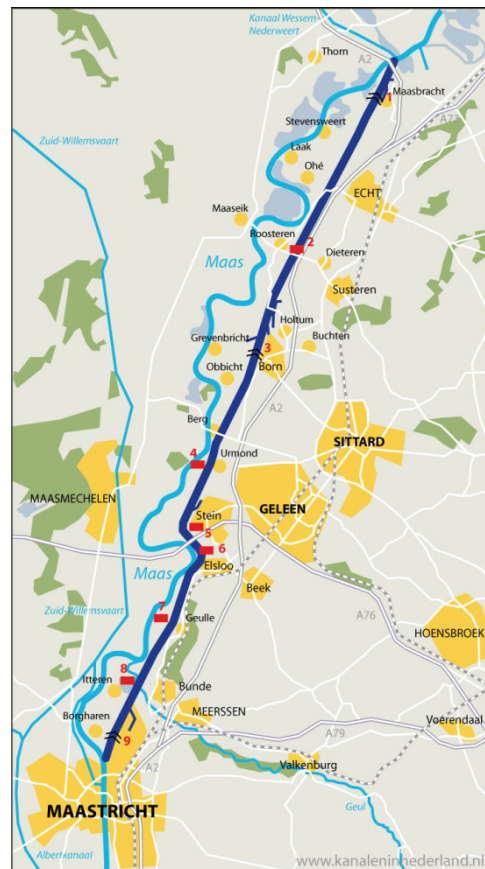 Kanaal Wessem-
Nederweert
A2
Thorn
1
Maasbracht
Stevensweert
A73
Zuid-Willemsvaart
Laak
Ohé
ECHT
Maaseik
Roosteren
2
Maas
Dieteren
Susteren
Holtum
Grevenbricht
3
Buchten
Born
Obbicht
A2
Berg
SITTARD
4
Urmond
MAASMECHELEN
GELEEN
Stein
5
6
Elsloo
Maas
Beek
Zuid-Willemsvaart
7
Geulle
A76
HOENSBROEK
8
Itteren
Bunde
MEERSSEN
Borgharen
Voerendaal
9
A79
A2
Valkenburg
MAASTRICHT
Geul
Albertkanaal
www.kanaleninnederland.nl